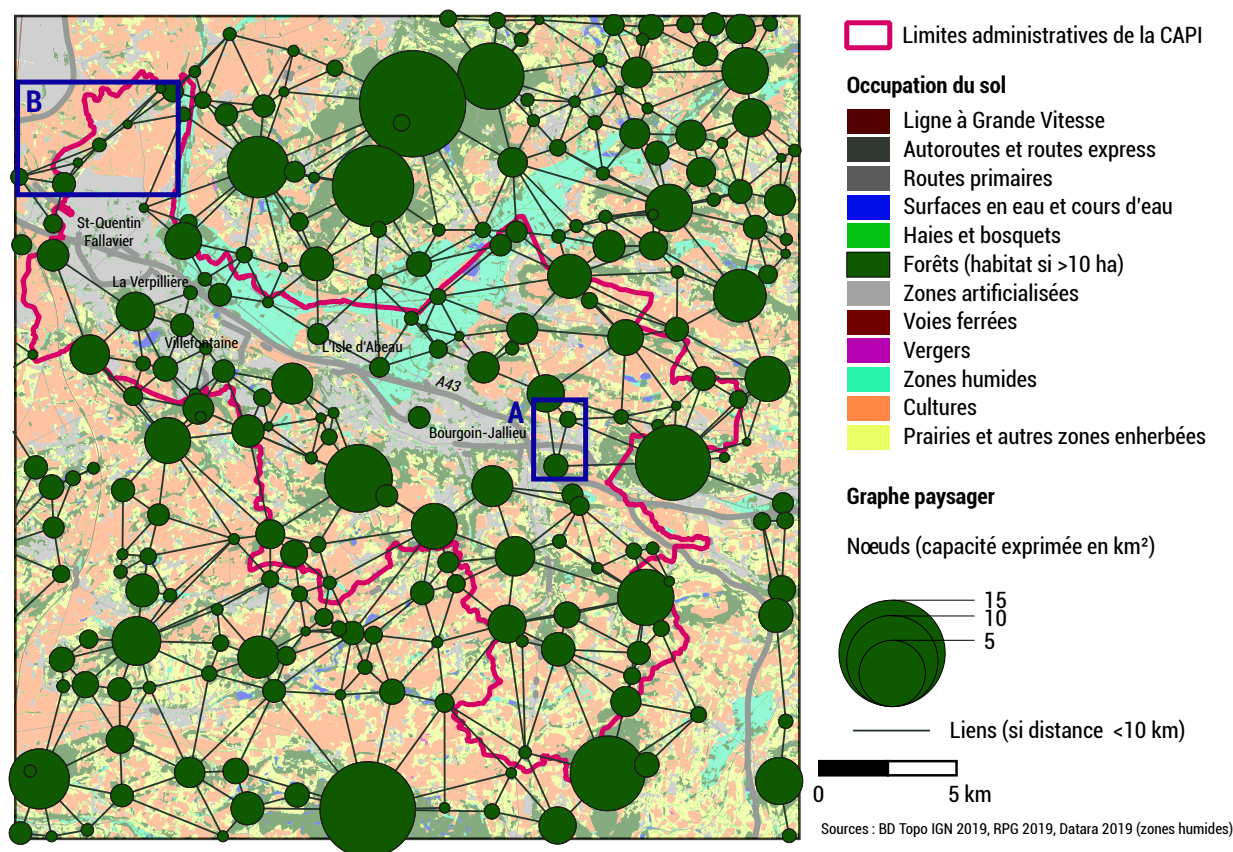 B
St-Quentin
Fallavier
La Verpillière
Villefontaine
L'Isle d'Abeau
A43
A
Bourgoin-Jallieu
Limites administratives de la CAPI
Occupation du sol
Ligne à Grande Vitesse
Autoroutes et routes express
Routes primaires
Surfaces en eau et cours d'eau
Haies et bosquets
Forêts (habitat si >10 ha)
Zones artificialisées
Voies ferrées
Vergers
Zones humides
Cultures
Prairies et autres zones enherbées
Graphe paysager
Nœuds (capacité exprimée en km²)
15
10
5
Liens (si distance <10 km)
0 5 km
Sources : BD Topo IGN 2019, RPG 2019, Datara 2019 (zones humides)